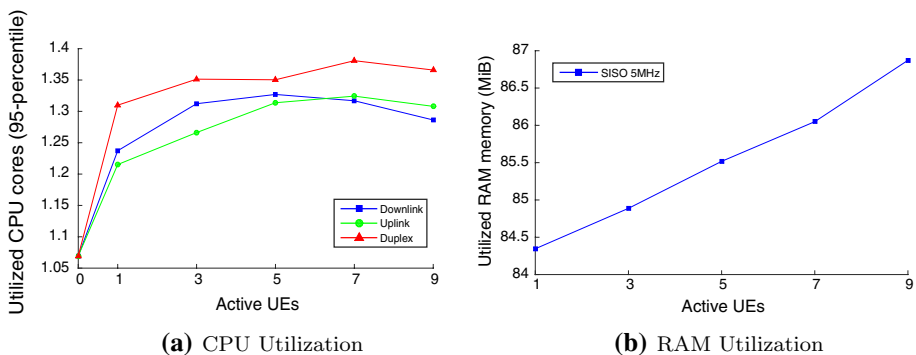 Utilized CPU cores (95-percentile)
1.4
1.35
1.3
1.25
1.2
1.15
1.1
1.05
0 1 3 5 7 9
Active UEs
Downlink
Uplink
Duplex
(a) CPU Utilization
Utilized RAM memory (MiB)
87
86.5
86
85.5
85
84.5
84
1 3 5 7 9
Active UEs
SISO 5MHz
(b) RAM Utilization